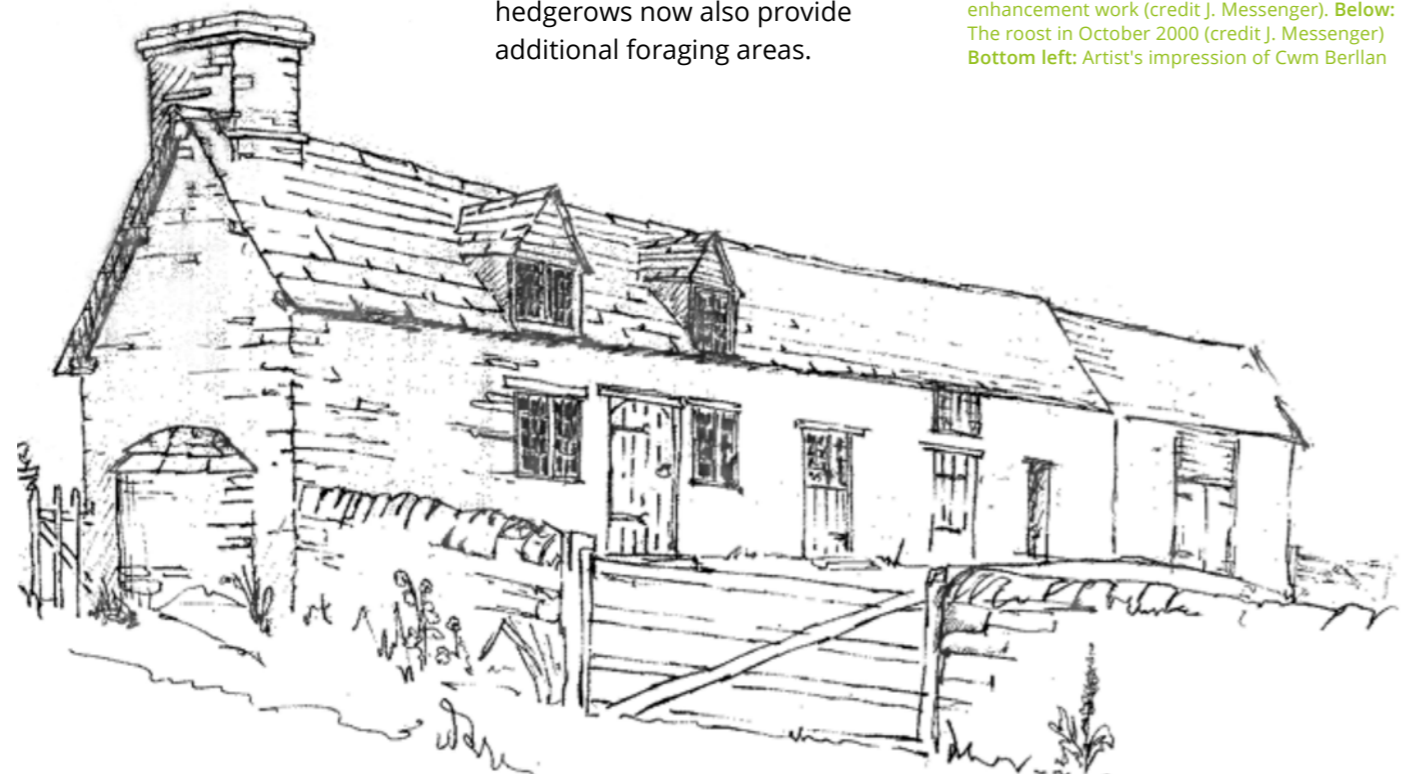 hedgerows now also provide
additional foraging areas.
enhancement work (credit J. Messenger). Below:
The roost in October 2000 (credit J. Messenger)
Bottom left: Artist's impression of Cwm Berllan